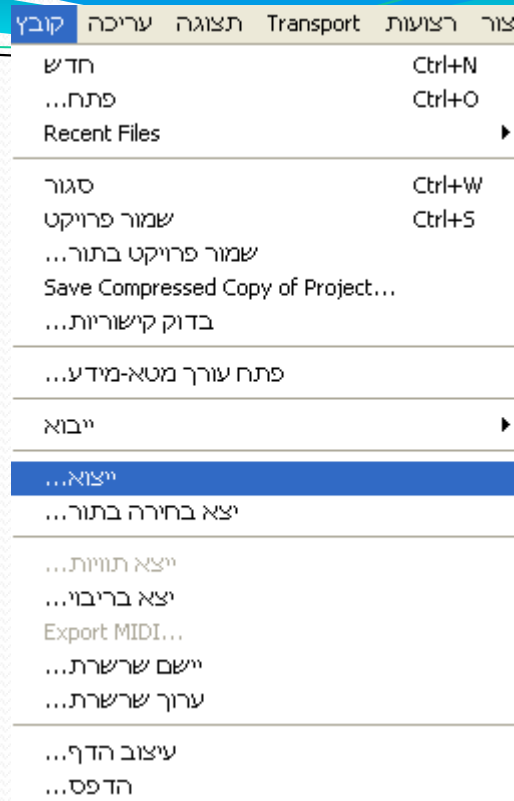 קובץ עריכה תצוגה Transport רצועות צור
חדש Ctrl+N
פתח... Ctrl+O
Recent Files
סגור Ctrl+W
שמור פרויקט Ctrl+S
שמור פרויקט בתור...
Save Compressed Copy of Project...
בדוק קישוריות...
פתח עורך מטא-מידע...
ייבוא
ייצוא...
יצא בחירה בתור...
ייצא תוויות...
יצא בריבוי...
Export MIDI...
יישם שרשרת...
ערוך שרשרת...
עיצוב הדף...
הדפס...